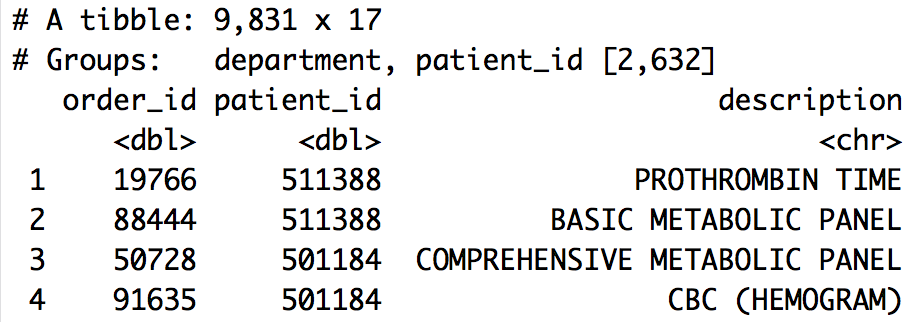 # A tibble: 9,831 x 17
# Groups: department, patient_id [2,632]
order_id patient_id description
<dbl> <dbl> <chr>
1 19766 511388 PROTHROMBIN TIME
2 88444 511388 BASIC METABOLIC PANEL
3 50728 501184 COMPREHENSIVE METABOLIC PANEL
4 91635 501184 CBC (HEMOGRAM)